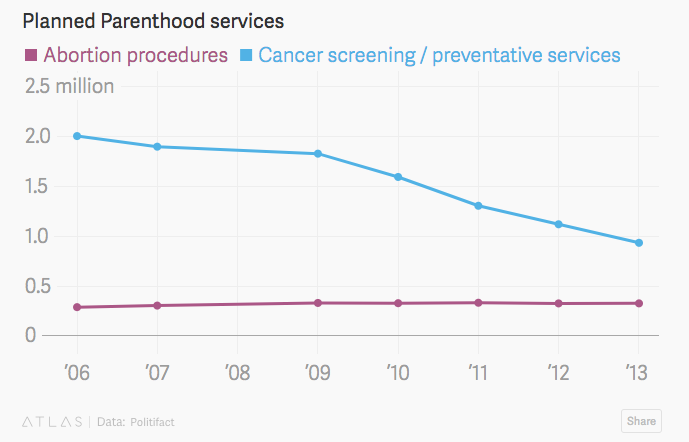 Planned Parenthood services
Abortion procedures Cancer screening / preventative services
2.5 million
2.0
1.5
1.0
0.5
0
’06 ’07 ’08 ’09 ’10 ’11 ’12 ’13
ATLAS | Data: Politifact Share